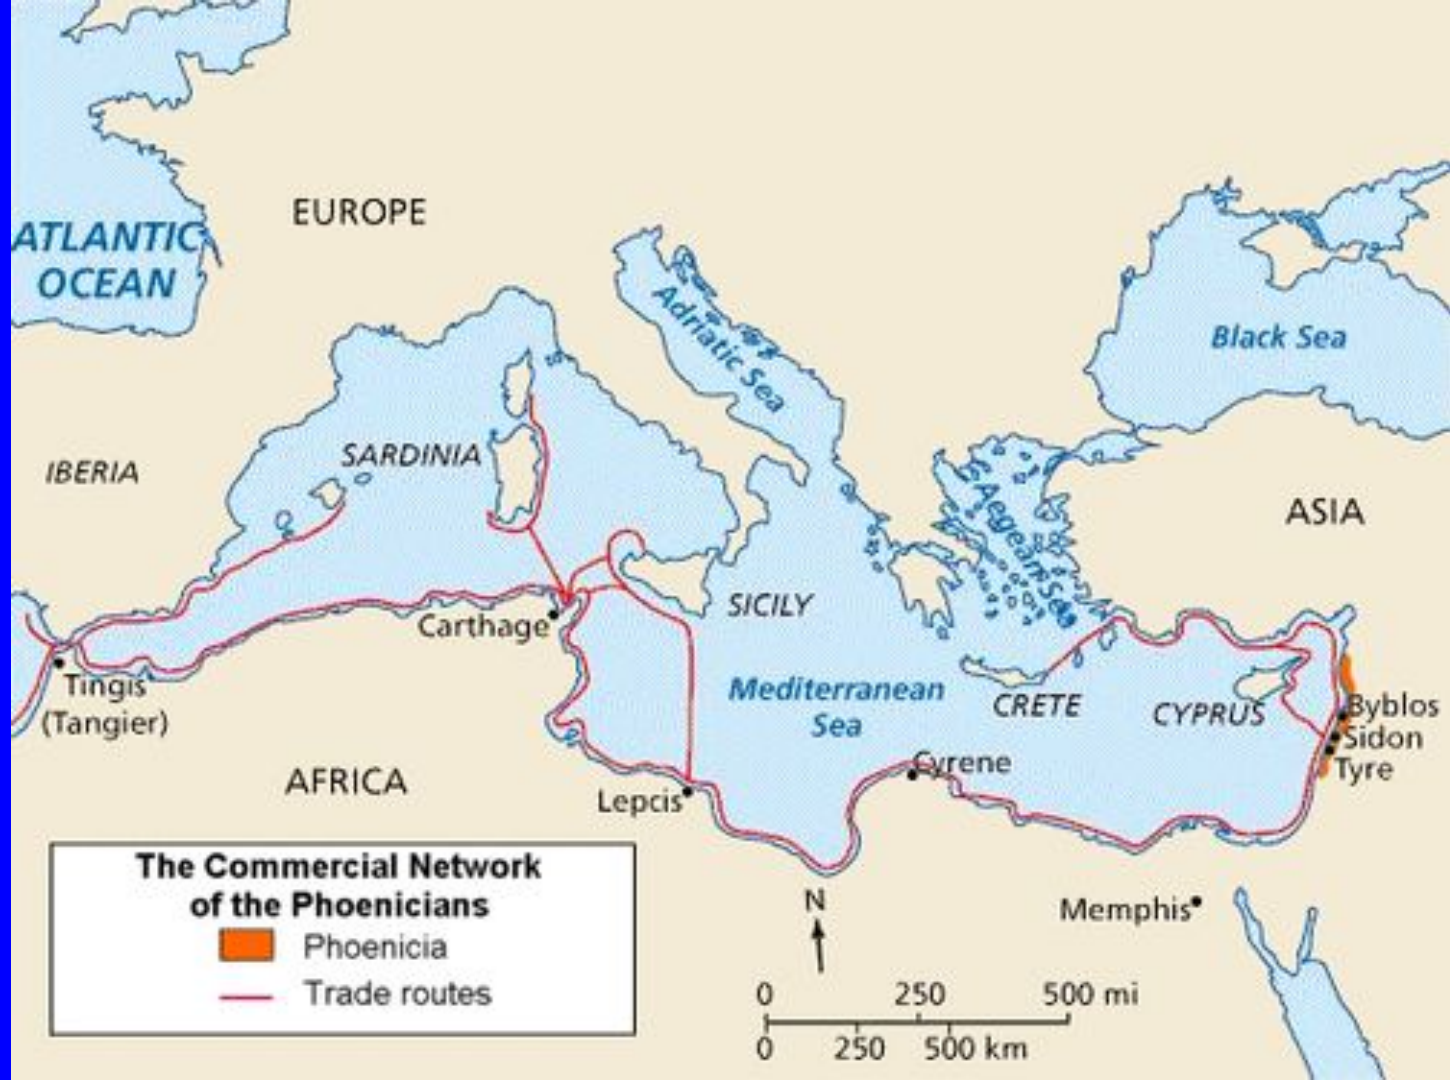 EUROPE
ATLANTIC
OCEAN
Adriatic Sea
Black Sea
SARDINIA
IBERIA
Aegean Sea
ASIA
SICILY
Carthage
Tingis
(Tangier)
Mediterranean
Sea
CRETE
CYPRUS
Byblos
Sidon
Tyre
Cyrene
AFRICA
Lepcis
The Commercial Network
of the Phoenicians
Phoenicia
Trade routes
N
Memphis
0 250 500 mi
0 250 500 km